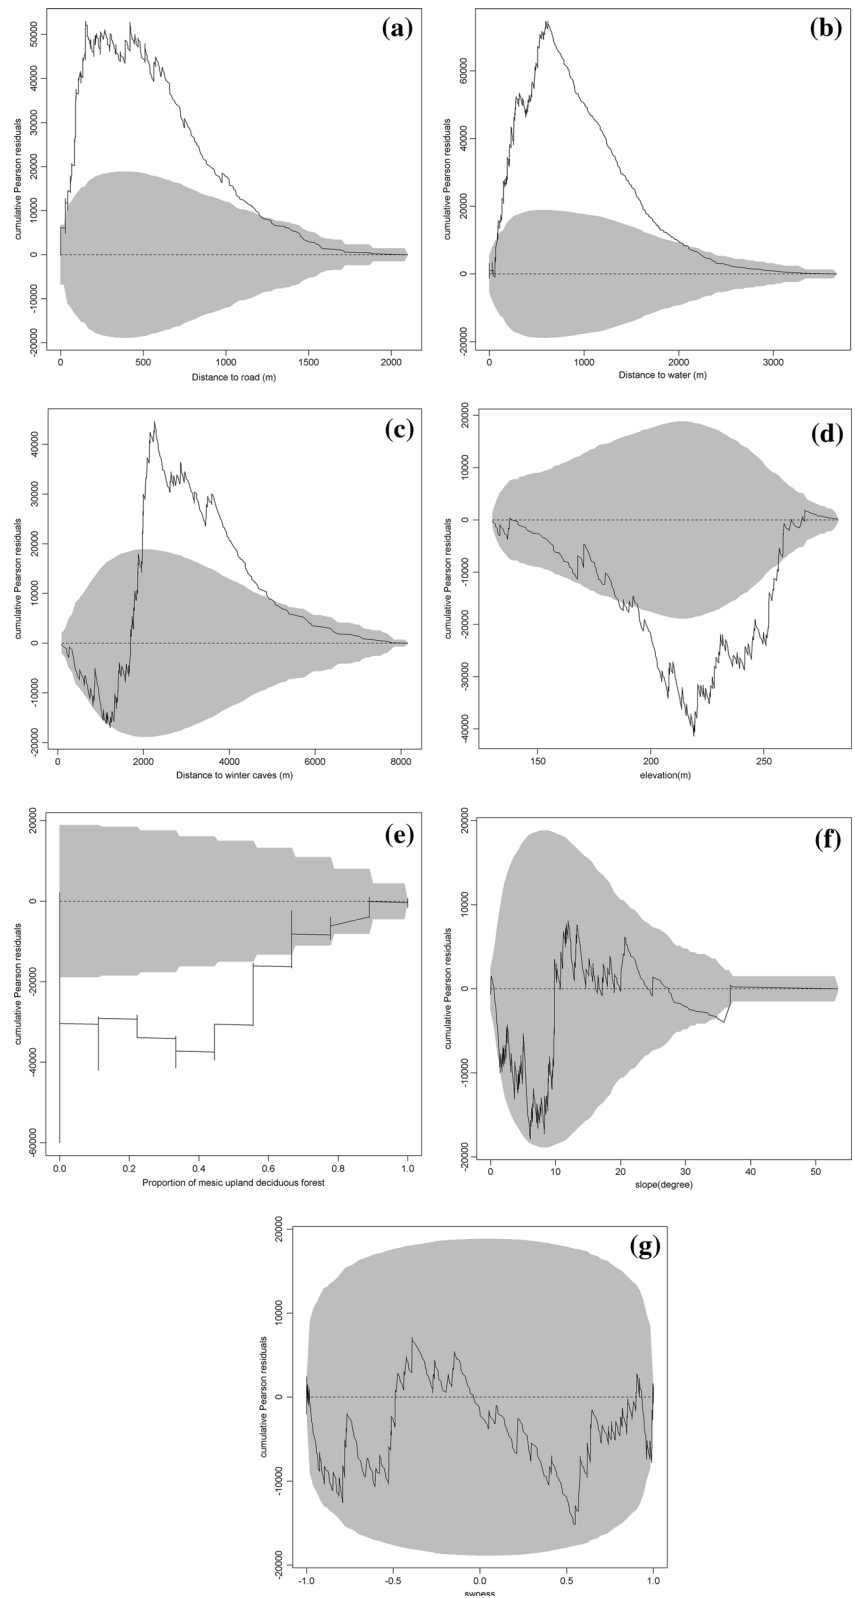 (a)
cumulative Pearson residuals
50000
40000
30000
20000
10000
0
-10000
-20000
0 500 1000 1500 2000
Distance to road (m)
(b)
cumulative Pearson residuals
60000
40000
20000
0
-20000
0 1000 2000 3000
Distance to water (m)
(c)
cumulative Pearson residuals
40000
30000
20000
10000
0
-10000
-20000
0 2000 4000 6000 8000
Distance to winter caves (m)
(d)
cumulative Pearson residuals
20000
10000
0
-10000
-20000
-30000
-40000
150 200 250
elevation(m)
(e)
cumulative Pearson residuals
20000
0
-20000
-40000
-60000
0.0 0.2 0.4 0.6 0.8 1.0
Proportion of mesic upland deciduous forest
(f)
cumulative Pearson residuals
20000
10000
0
-10000
-20000
0 10 20 30 40 50
slope(degree)
(g)
cumulative Pearson residuals
20000
10000
0
-10000
-20000
-1.0 -0.5 0.0 0.5 1.0
swness